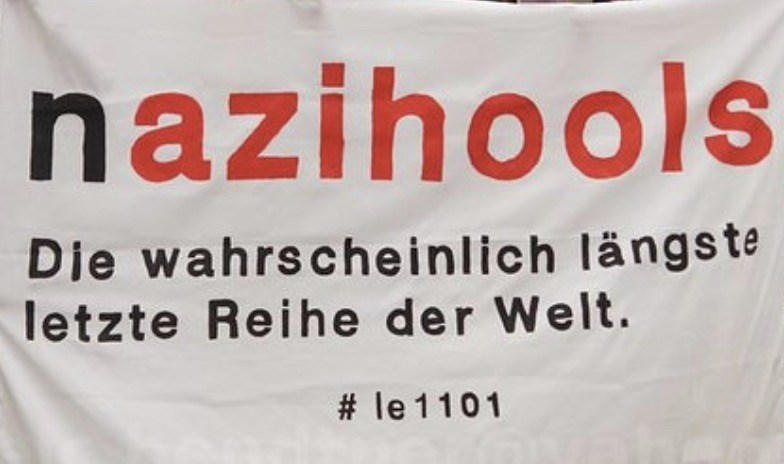 nazihools
Die wahrscheinlich längste
letzte Reihe der Welt.
# le1101